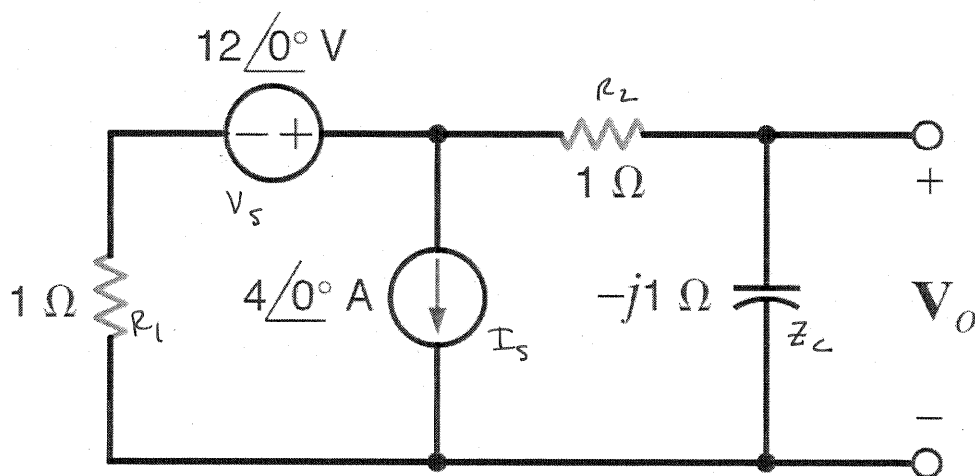 12 /0° V
R2
− +
1 Ω
+
Vs
1 Ω
R1
4 /0° A
Is
−j1 Ω
Zc
Vo
−